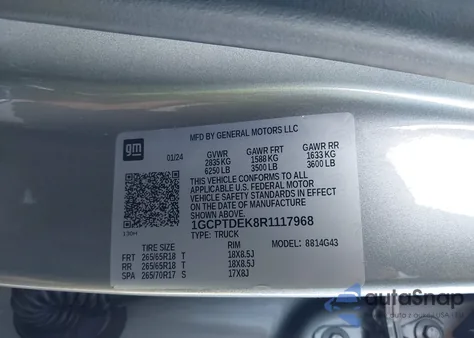 MFD BY GENERAL MOTORS LLC
gm
01/24
GVWR GAWR FRT GAWR RR
2835 KG 1588 KG 1633 KG
6250 LB 3500 LB 3600 LB
THIS VEHICLE CONFORMS TO ALL
APPLICABLE U.S. FEDERAL MOTOR
VEHICLE SAFETY STANDARDS IN EFFECT
ON THE DATE OF MANUFACTURE
SHOWN ABOVE.
1GCPTDEK8R1117968
TYPE: TRUCK
MODEL: 8814G43
TIRE SIZE RIM
FRT 265/65R18 T 18X8.5J
RR 265/65R18 T 18X8.5J
SPA 265/70R17 S 17X8J
autoSnap